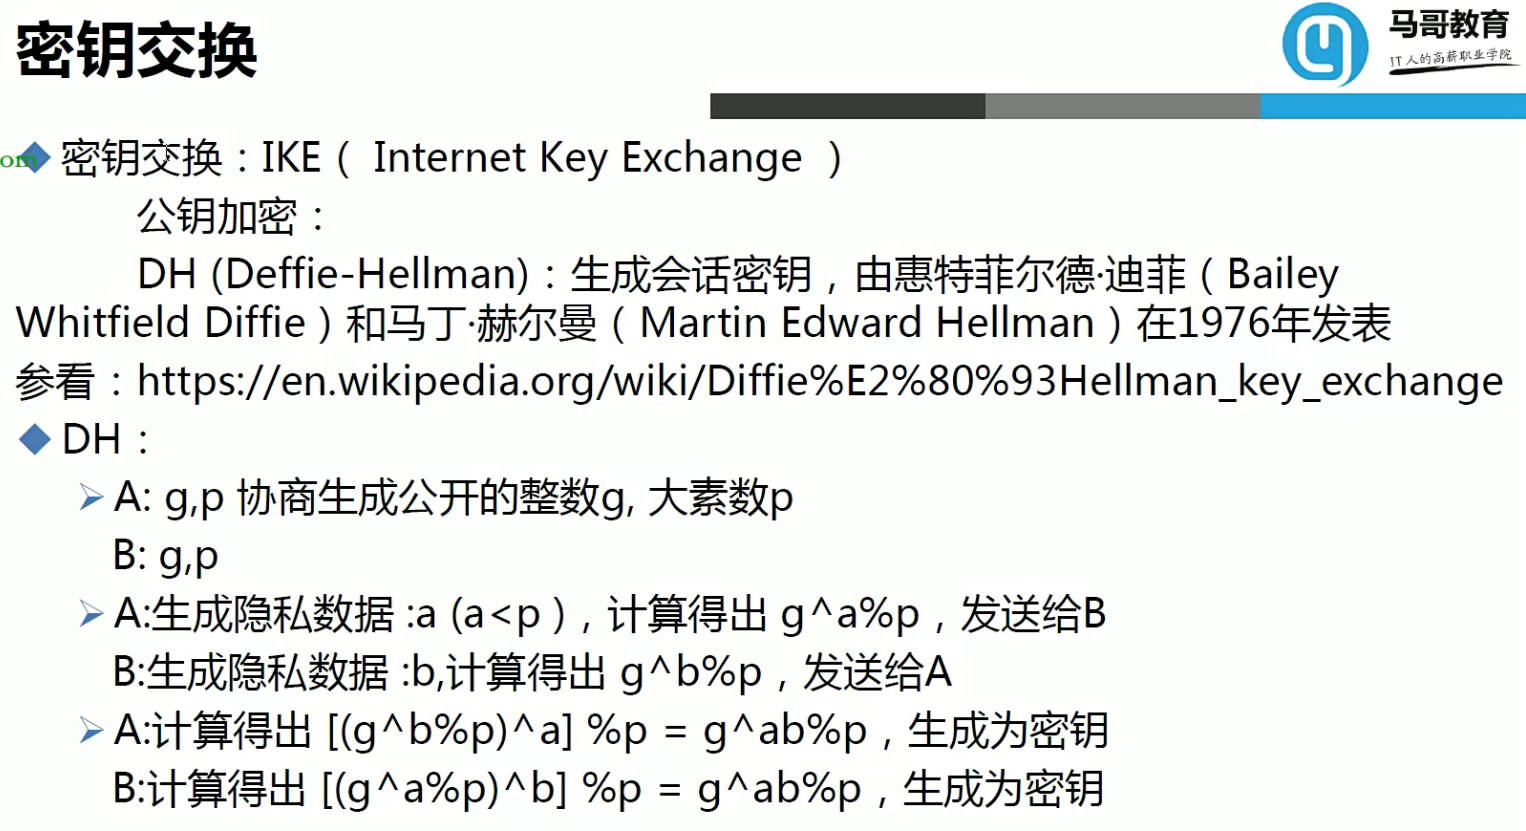 密钥交换
马哥教育
IT人的高薪职业学院
om
密钥交换：IKE（ Internet Key Exchange ）
公钥加密：
DH (Deffie-Hellman)：生成会话密钥，由惠特菲尔德·迪菲（Bailey
Whitfield Diffie）和马丁·赫尔曼（Martin Edward Hellman）在1976年发表
参看：https://en.wikipedia.org/wiki/Diffie%E2%80%93Hellman_key_exchange
DH：
A: g,p 协商生成公开的整数g, 大素数p
B: g,p
A:生成隐私数据 :a (a<p )，计算得出 g^a%p，发送给B
B:生成隐私数据 :b,计算得出 g^b%p，发送给A
A:计算得出 [(g^b%p)^a] %p = g^ab%p，生成为密钥
B:计算得出 [(g^a%p)^b] %p = g^ab%p，生成为密钥